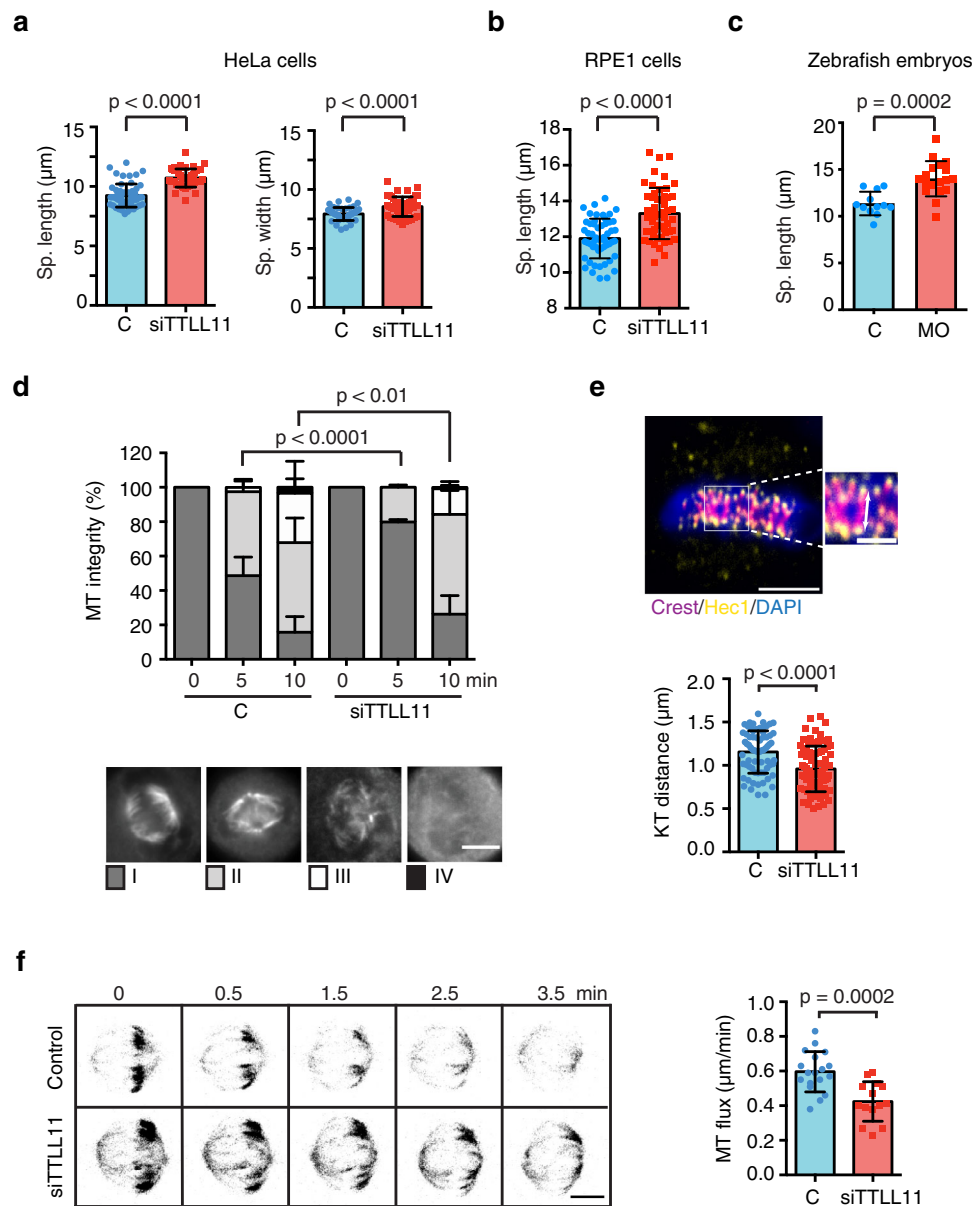 a
HeLa cells
p < 0.0001
Sp. length (µm)
15
10
5
0
C siTTLL11
p < 0.0001
Sp. width (µm)
15
10
5
0
C siTTLL11
b
RPE1 cells
p < 0.0001
Sp. length (µm)
18
16
14
12
10
8
C siTTLL11
c
Zebrafish embryos
p = 0.0002
Sp. length (µm)
20
15
10
5
0
C MO
d
p < 0.01
p < 0.0001
MT integrity (%)
120
100
80
60
40
20
0
0 5 10 0 5 10 min
C siTTLL11
I II III IV
e
Crest/Hec1/DAPI
p < 0.0001
KT distance (µm)
2.0
1.5
1.0
0.5
0.0
C siTTLL11
f
0 0.5 1.5 2.5 3.5 min
Control
siTTLL11
p = 0.0002
MT flux (µm/min)
1.0
0.8
0.6
0.4
0.2
0.0
C siTTLL11